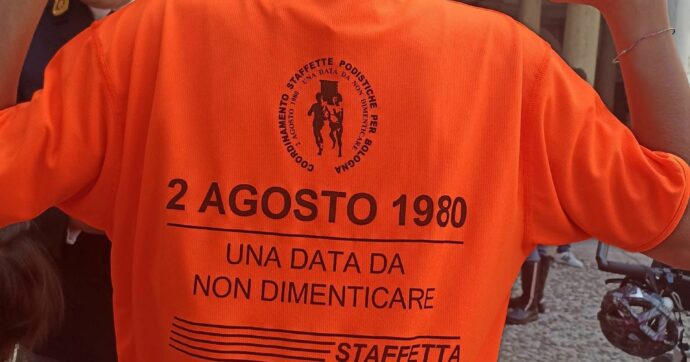 COORDINAMENTO STAFFETTE PODISTICHE PER BOLOGNA
2 AGOSTO 1980 UNA DATA DA NON DIMENTICARE
2 AGOSTO 1980
UNA DATA DA
NON DIMENTICARE
STAFFETTA